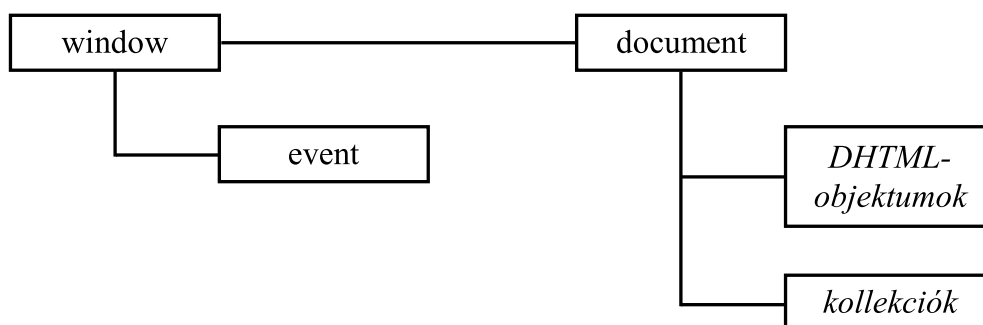 window
document
event
DHTML-
objektumok
kollekciók